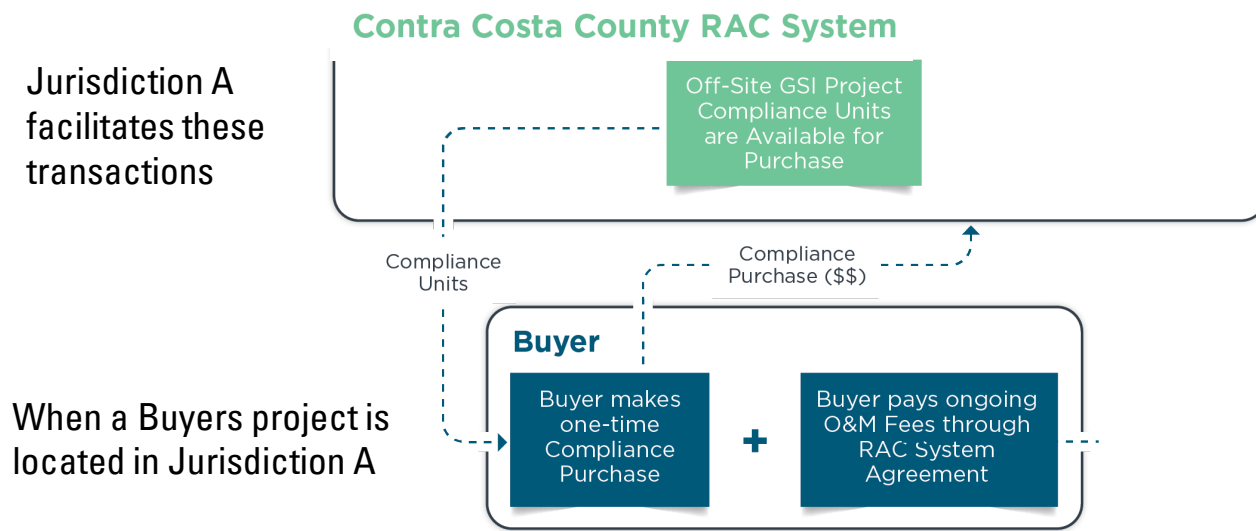 Contra Costa County RAC System
Jurisdiction A
facilitates these
transactions
Off-Site GSI Project
Compliance Units
are Available for
Purchase
Compliance
Units
Compliance
Purchase ($$)
Buyer
When a Buyers project is
located in Jurisdiction A
Buyer makes
one-time
Compliance
Purchase
+
Buyer pays ongoing
O&M Fees through
RAC System
Agreement